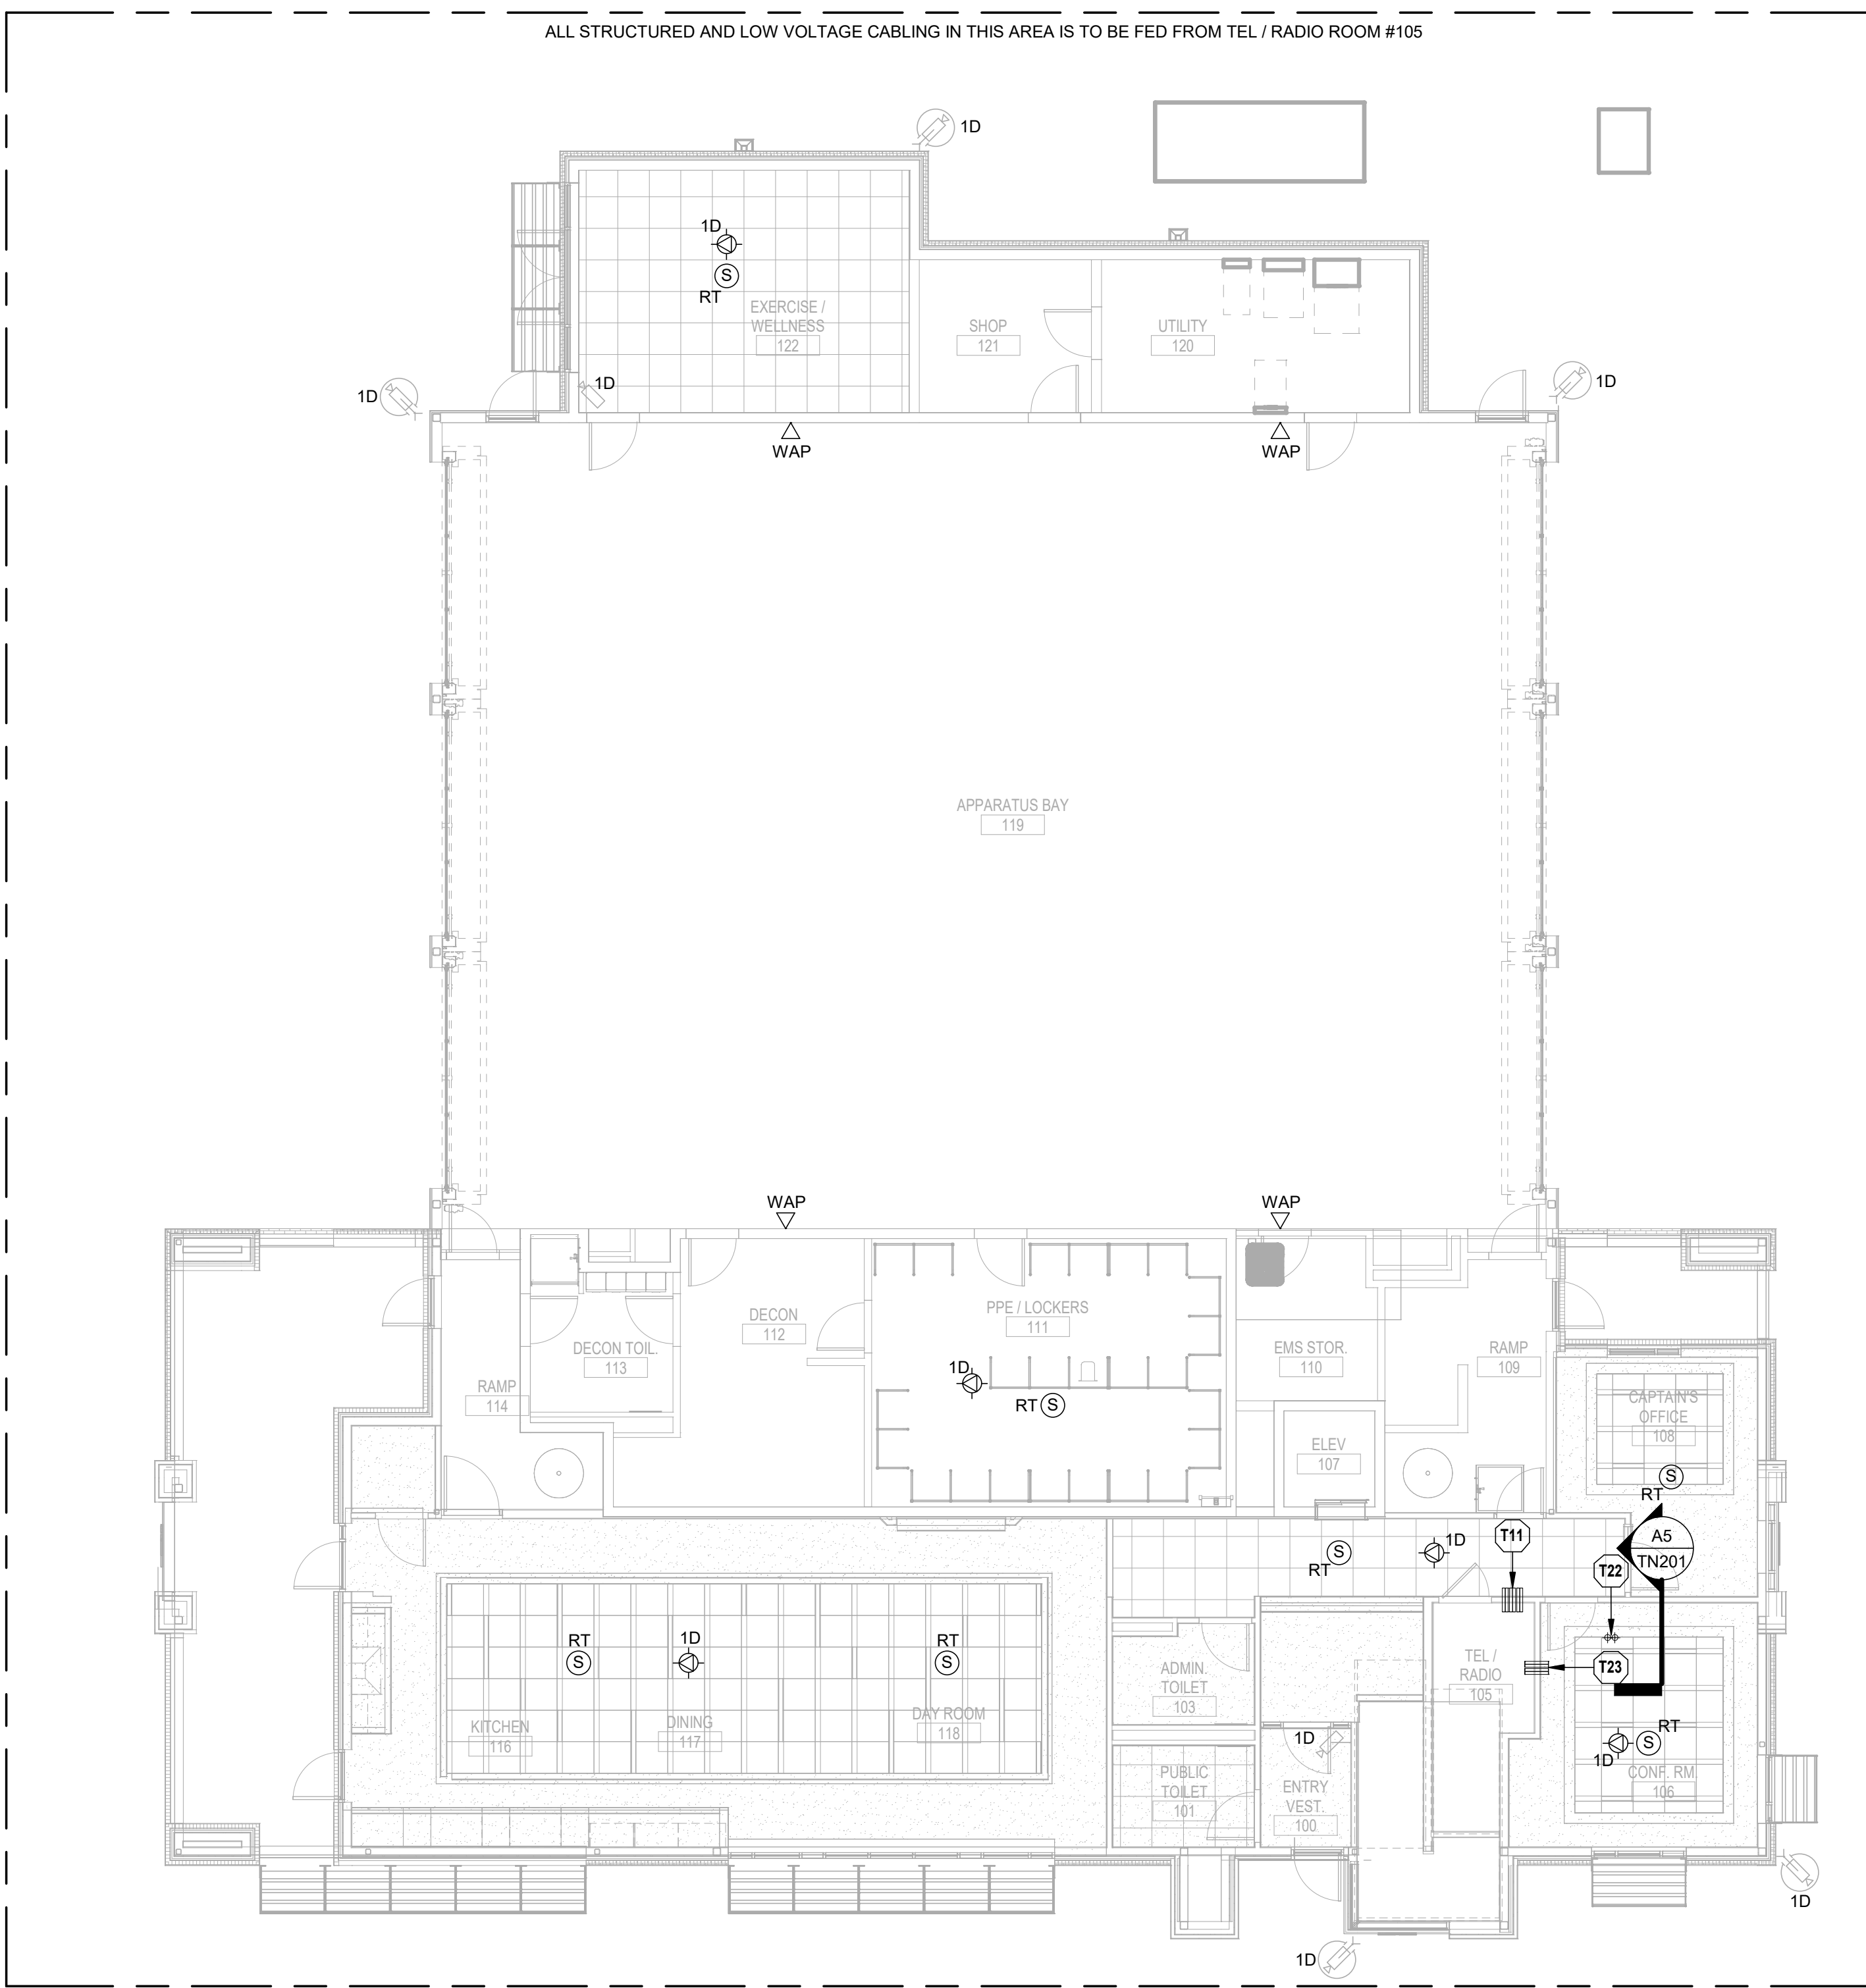 ALL STRUCTURED AND LOW VOLTAGE CABLING IN THIS AREA IS TO BE FED FROM TEL / RADIO ROOM #105
1D
1D
S
RT
EXERCISE /
WELLNESS
122
SHOP
121
UTILITY
120
1D
1D
1D
WAP
WAP
APPARATUS BAY
119
WAP
WAP
DECON
112
PPE / LOCKERS
111
DECON TOIL.
113
EMS STOR.
110
RAMP
109
1D
RT S
RAMP
114
CAPTAIN'S
OFFICE
108
ELEV
107
S
RT
T11
A5
TN201
S
RT
1D
T22
RT
S
1D
RT
S
TEL /
RADIO
105
T23
ADMIN.
TOILET
103
KITCHEN
116
DINING
117
DAY ROOM
118
1D
RT
S
1D
CONF. RM.
106
PUBLIC
TOILET
101
ENTRY
VEST.
100
1D
1D